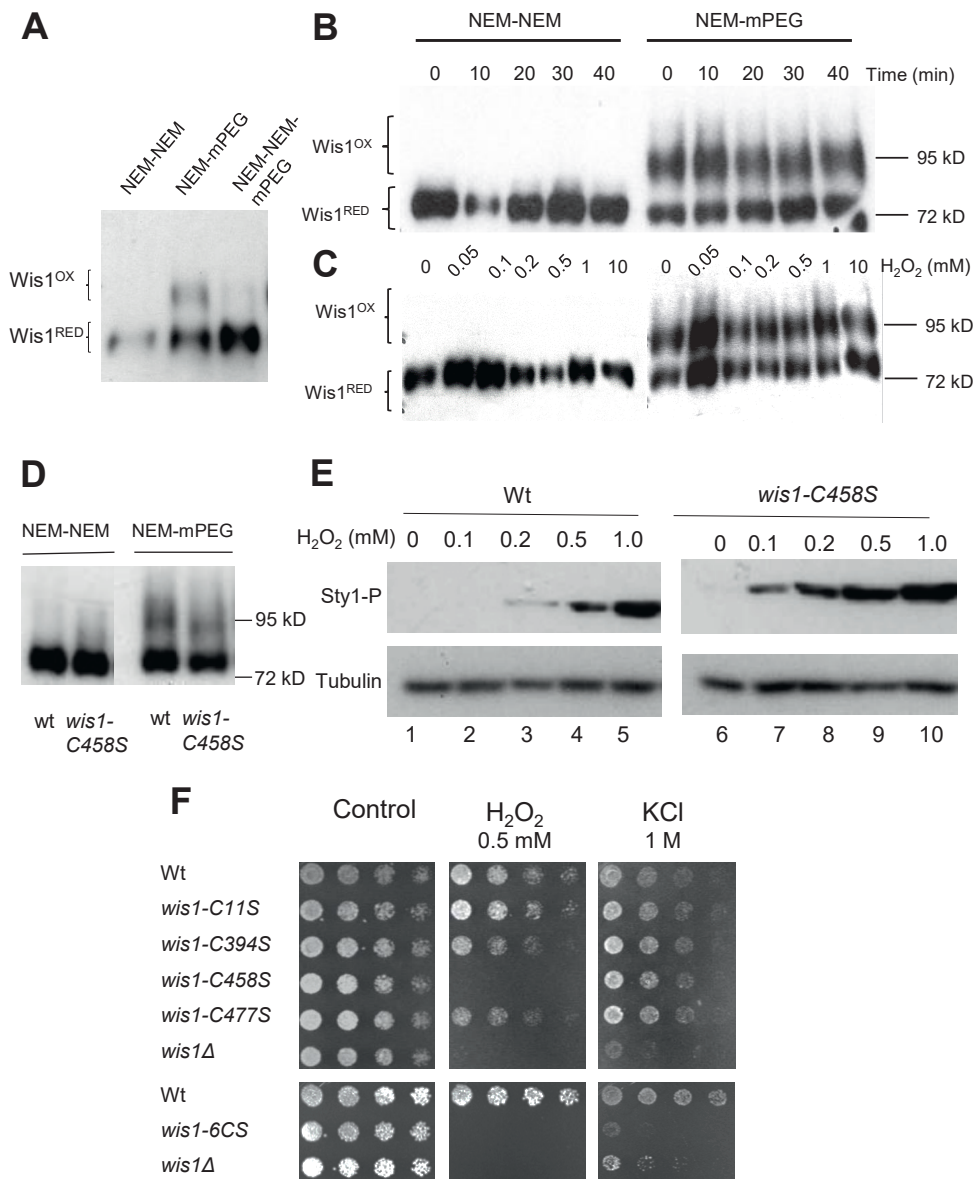 A
NEM-NEM
NEM-mPEG
NEM-NEM-
mPEG
Wis1OX
Wis1RED
B
NEM-NEM NEM-mPEG
0 10 20 30 40 0 10 20 30 40 Time (min)
Wis1OX
95 kD
Wis1RED
72 kD
C
0 0.05 0.1 0.2 0.5 1 10 0 0.05 0.1 0.2 0.5 1 10 H2O2 (mM)
Wis1OX
95 kD
Wis1RED
72 kD
D
NEM-NEM NEM-mPEG
95 kD
72 kD
wt wis1- wt wis1-
C458S C458S
E
Wt wis1-C458S
H2O2 (mM) 0 0.1 0.2 0.5 1.0 0 0.1 0.2 0.5 1.0
Sty1-P
Tubulin
1 2 3 4 5 6 7 8 9 10
F
Control H2O2 KCl
0.5 mM 1 M
Wt
wis1-C11S
wis1-C394S
wis1-C458S
wis1-C477S
wis1Δ
Wt
wis1-6CS
wis1Δ